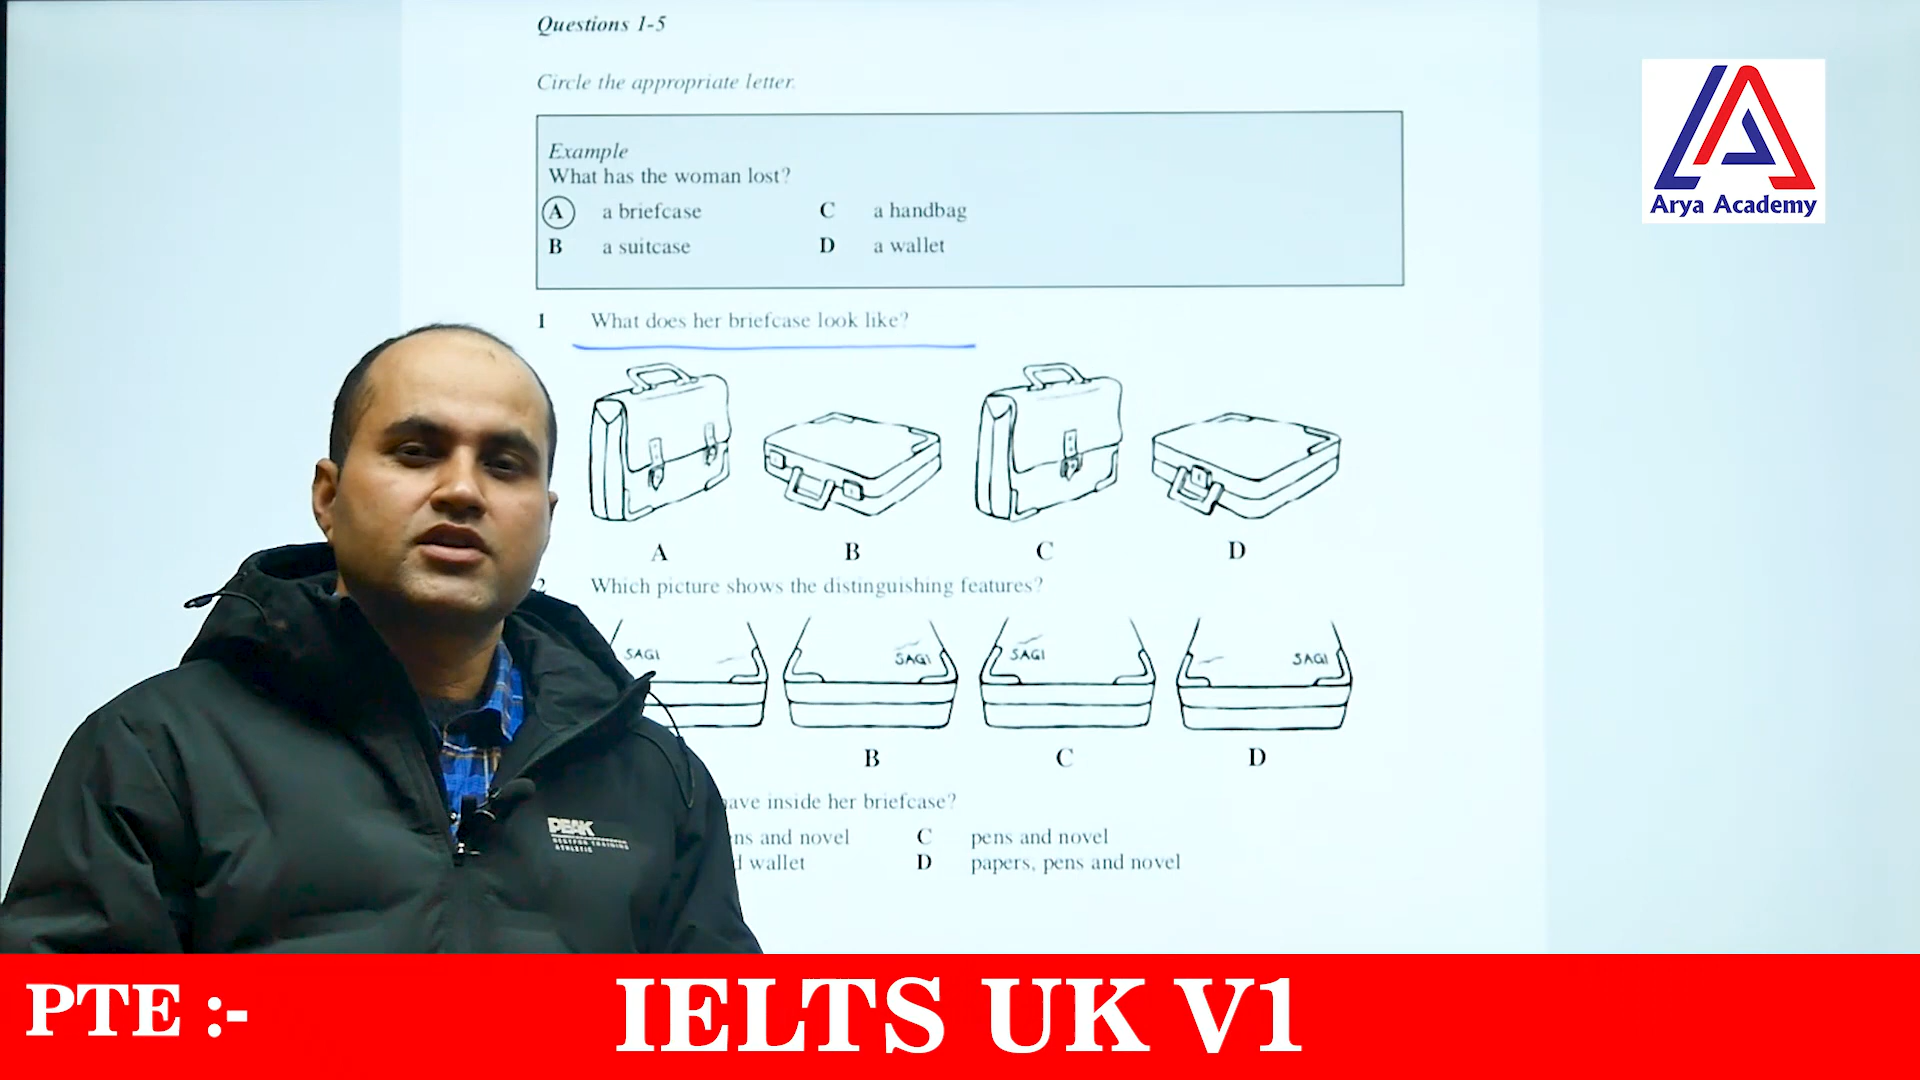 Questions 1-5
Circle the appropriate letter.
Example
What has the woman lost?
A a briefcase C a handbag
B a suitcase D a wallet
1 What does her briefcase look like?
A B C D
2 Which picture shows the distinguishing features?
SAGI SAGI SAGI SAGI
B C D
inside her briefcase?
and novel C pens and novel
wallet D papers, pens and novel
Arya Academy
PEAK
PTE :- IELTS UK V1